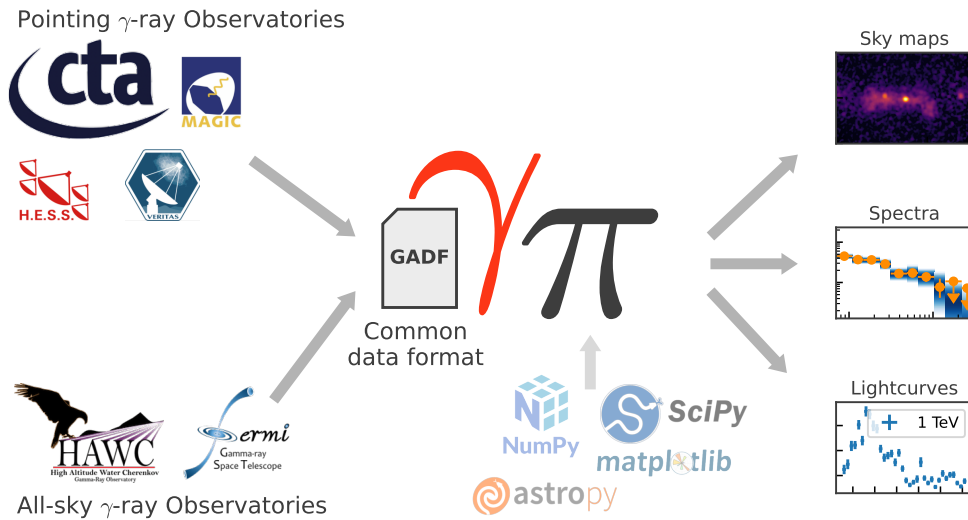 Pointing γ-ray Observatories
cta
MAGIC
H.E.S.S.
VERITAS
GADF
γπ
Common
data format
HAWC
High Altitude Water Cherenkov
Gamma-Ray Observatory
Fermi
Gamma-ray
Space Telescope
All-sky γ-ray Observatories
NumPy
SciPy
matplotlib
astropy
Sky maps
Spectra
Lightcurves
1 TeV